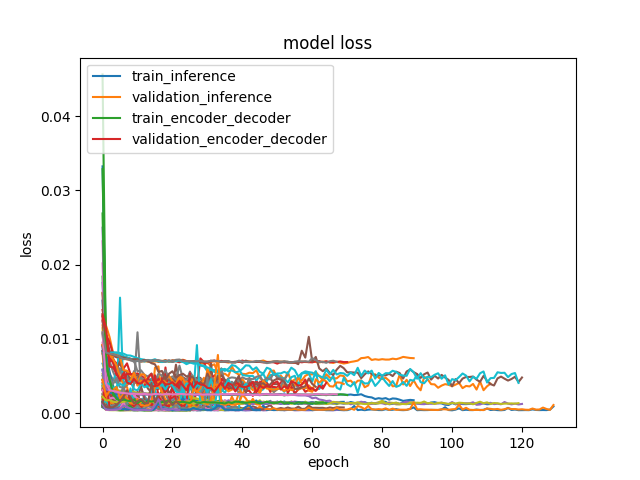 model loss
train_inference
validation_inference
train_encoder_decoder
validation_encoder_decoder
loss
0.04
0.03
0.02
0.01
0.00
0 20 40 60 80 100 120
epoch